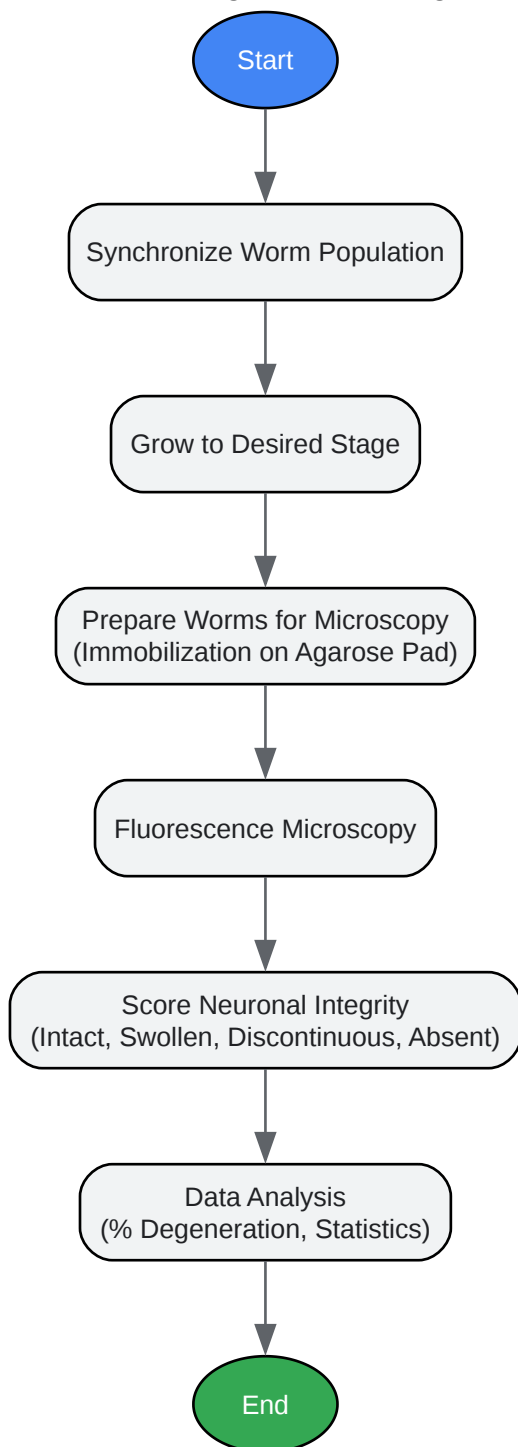 Start
Synchronize Worm Population
Grow to Desired Stage
Prepare Worms for Microscopy
(Immobilization on Agarose Pad)
Fluorescence Microscopy
Score Neuronal Integrity
(Intact, Swollen, Discontinuous, Absent)
Data Analysis
(% Degeneration, Statistics)
End